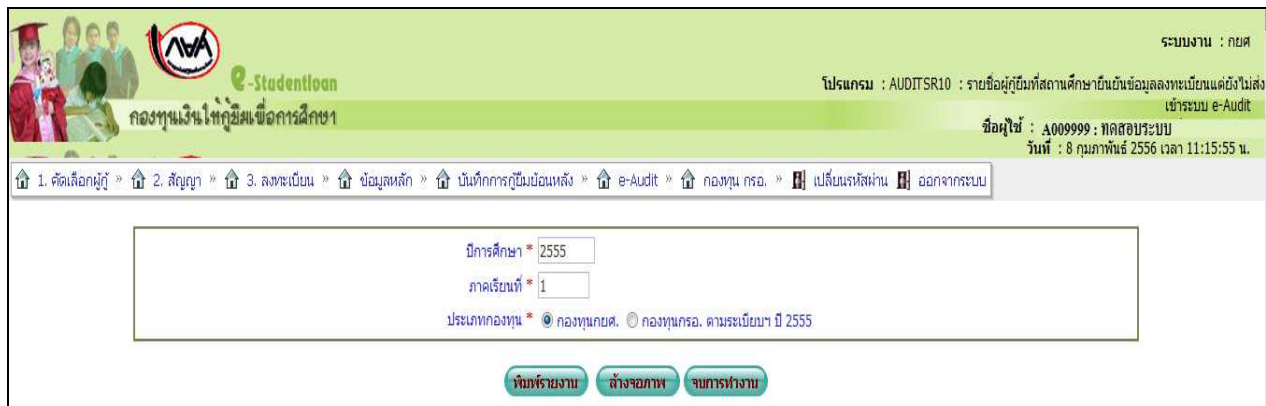 ระบบงาน : กยศ
e-Studentloan
กองทุนเงินให้กู้ยืมเพื่อการศึกษา
โปรแกรม : AUDITSR10 : รายชื่อผู้กู้ยืมที่สถานศึกษายืนยันข้อมูลลงทะเบียนแต่ยังไม่ส่ง
เข้าระบบ e-Audit
ชื่อผู้ใช้ : A009999 : ทดสอบระบบ
วันที่ : 8 กุมภาพันธ์ 2556 เวลา 11:15:55 น.
1. คัดเลือกผู้กู้ » 2. สัญญา » 3. ลงทะเบียน » ข้อมูลหลัก » บันทึกการกู้ยืมย้อนหลัง » e-Audit » กองทุน กรอ. » เปลี่ยนรหัสผ่าน ออกจากระบบ
ปีการศึกษา * 2555
ภาคเรียนที่ * 1
ประเภทกองทุน * กองทุนกยศ. กองทุนกรอ. ตามระเบียบฯ ปี 2555
พิมพ์รายงาน ล้างจอภาพ จบการทำงาน